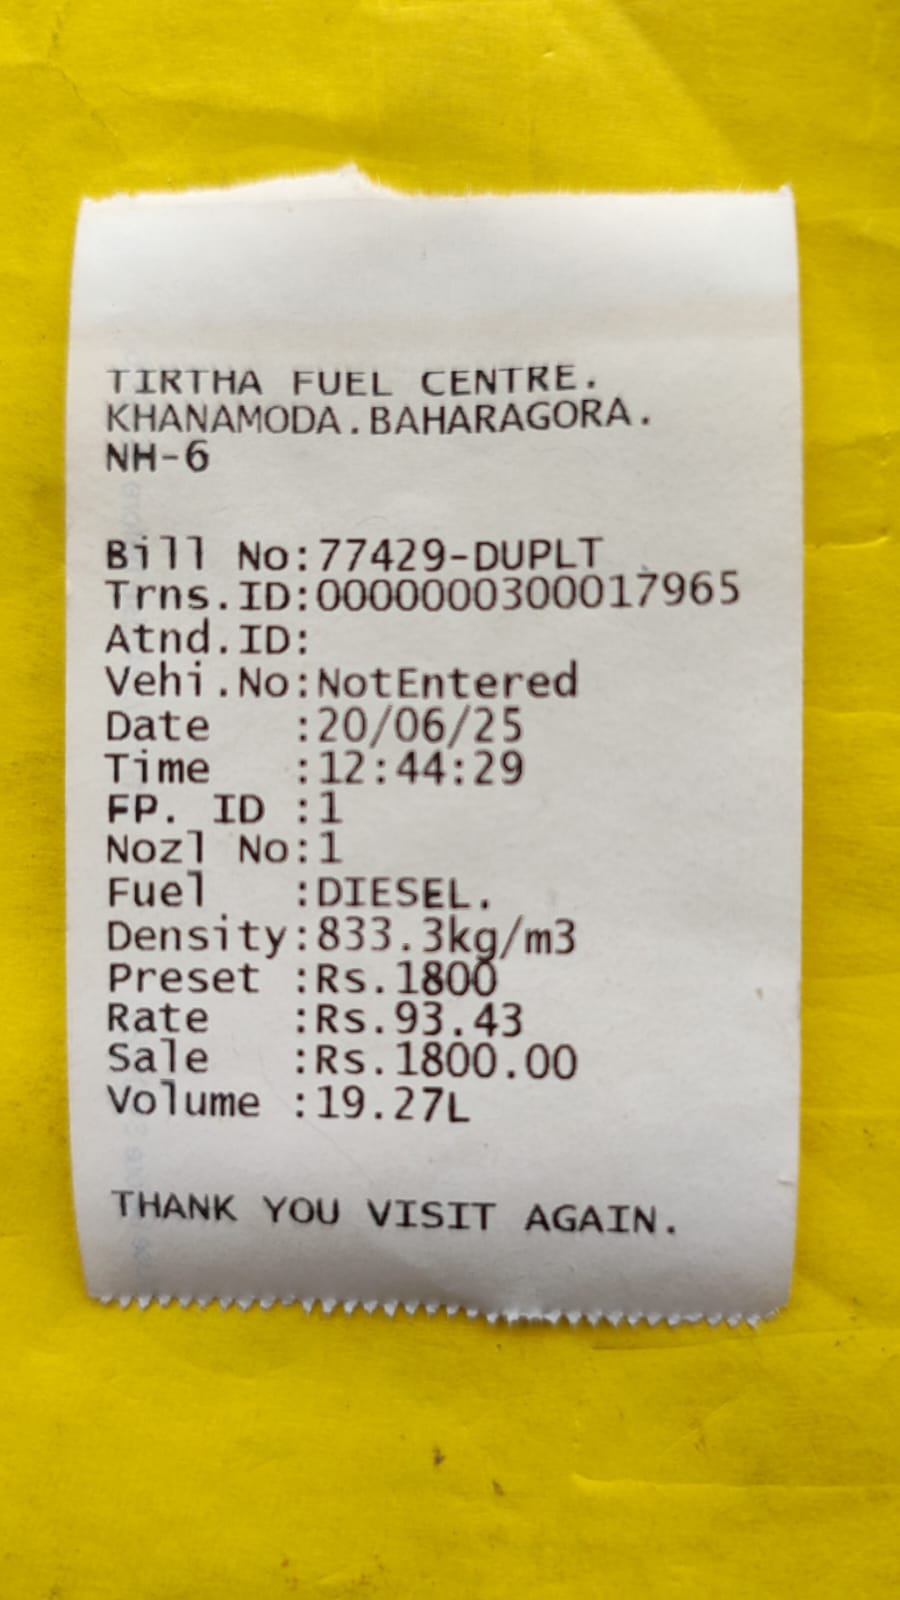 TIRTHA FUEL CENTRE.
KHANAMODA.BAHARAGORA.
NH-6
Bill No:77429-DUPLT
Trns.ID:0000000300017965
Atnd.ID:
Vehi.No:NotEntered
Date   :20/06/25
Time   :12:44:29
FP. ID :1
Nozl No:1
Fuel   :DIESEL.
Density:833.3kg/m3
Preset :Rs.1800
Rate   :Rs.93.43
Sale   :Rs.1800.00
Volume :19.27L
THANK YOU VISIT AGAIN.